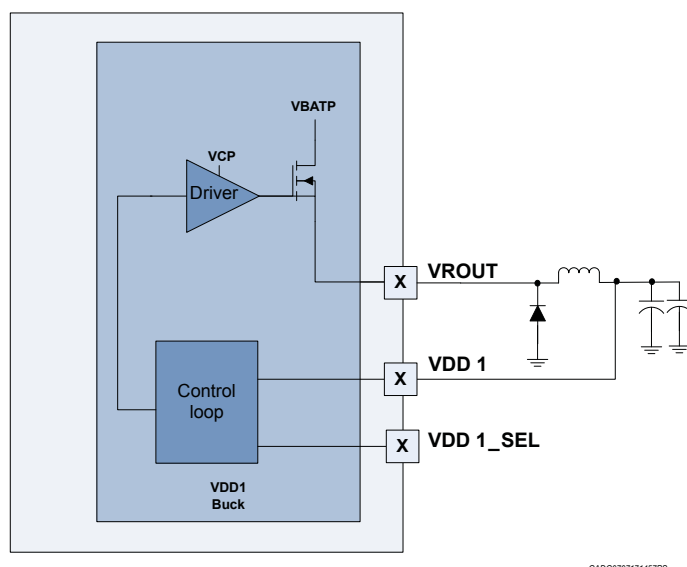 VBATP
VCP
Driver
X VROUT
Control
loop
X VDD 1
X VDD 1_SEL
VDD1
Buck